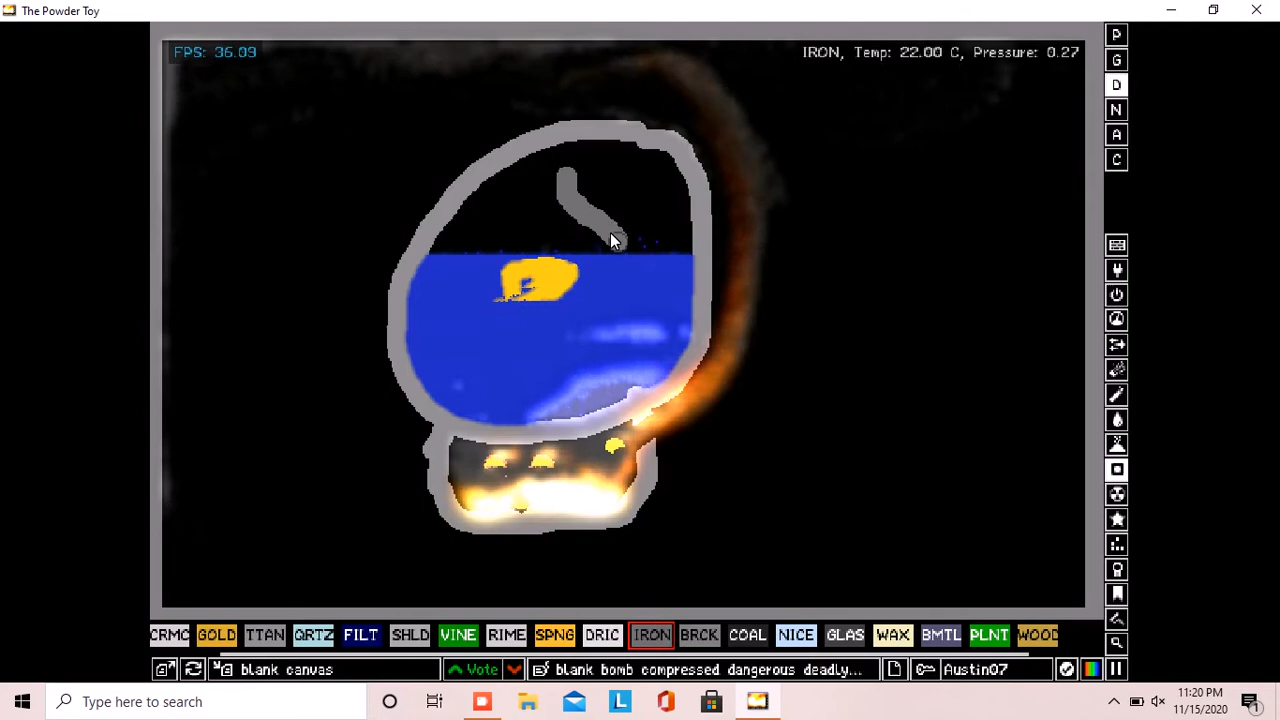 The Powder Toy
FPS: 36.09
IRON, Temp: 22.00 C, Pressure: 0.27
P
G
D
N
A
C
CRMC GOLD TTAN QRTZ FILT SHLD VINE RIME SPNG DRIC IRON BRCK COAL NICE GLAS WAX BMTL PLNT WOOD
blank canvas Vote blank bomb compressed dangerous deadly... Austin07
Type here to search
L
11:20 PM
11/15/2020
1